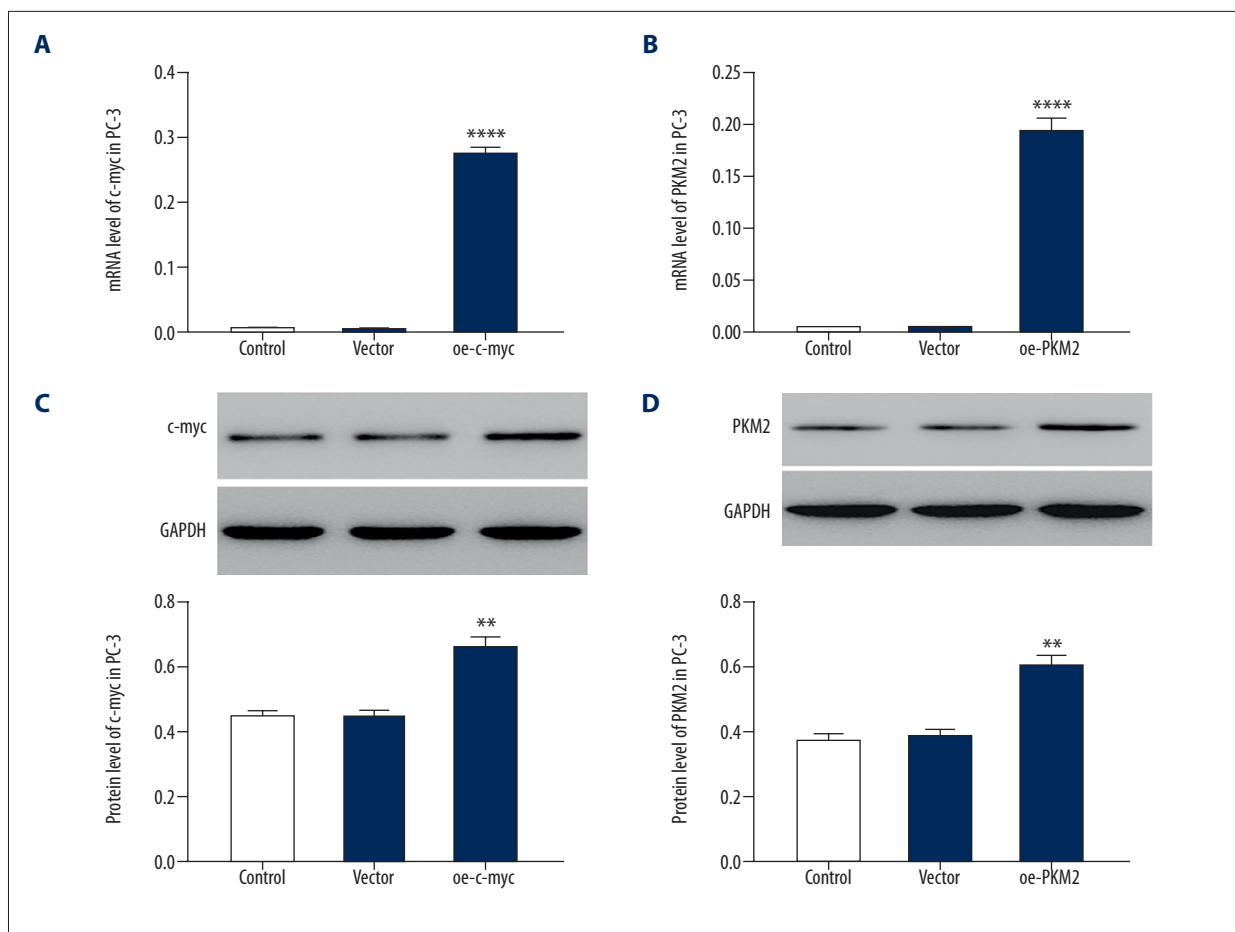 A
mRNA level of c-myc in PC-3
0.4
0.3
0.2
0.1
0.0
****
Control
Vector
oe-c-myc
B
mRNA level of PKM2 in PC-3
0.25
0.20
0.15
0.10
0.05
0.00
****
Control
Vector
oe-PKM2
C
c-myc
GAPDH
Protein level of c-myc in PC-3
0.8
0.6
0.4
0.2
0.0
**
Control
Vector
oe-c-myc
D
PKM2
GAPDH
Protein level of PKM2 in PC-3
0.8
0.6
0.4
0.2
0.0
**
Control
Vector
oe-PKM2